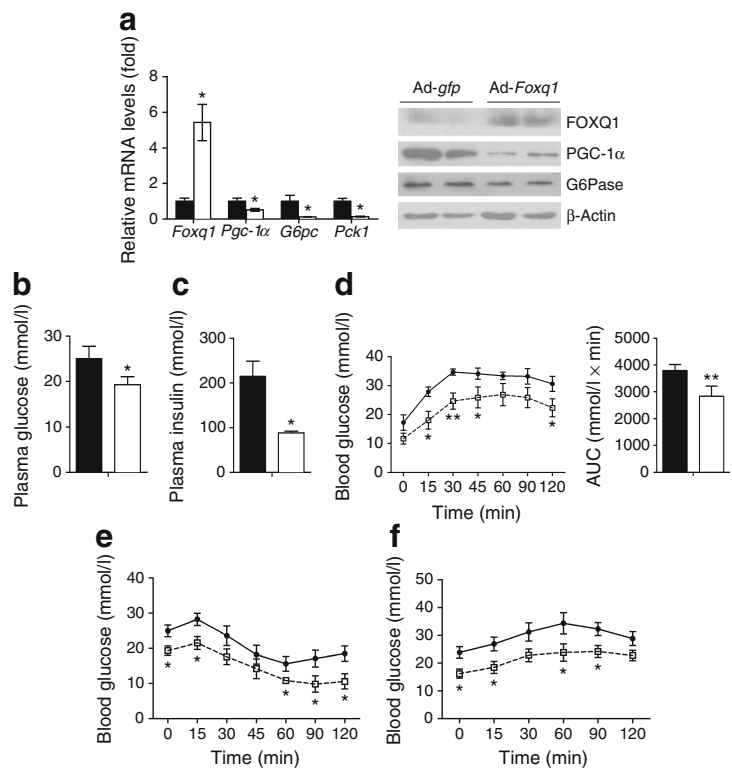 a
Relative mRNA levels (fold)
8
6
4
2
0
*
*
*
*
Foxq1 Pgc-1α G6pc Pck1
Ad-gfp Ad-Foxq1
FOXQ1
PGC-1α
G6Pase
β-Actin
b
Plasma glucose (mmol/l)
30
20
10
0
*
c
Plasma insulin (mmol/l)
300
200
100
0
*
d
Blood glucose (mmol/l)
40
30
20
10
0
* ** * *
0 15 30 45 60 90 120
Time (min)
AUC (mmol/l × min)
5000
4000
3000
2000
1000
0
**
e
Blood glucose (mmol/l)
40
30
20
10
0
* * * * *
0 15 30 45 60 90 120
Time (min)
f
Blood glucose (mmol/l)
50
40
30
20
10
0
* * * *
0 15 30 45 60 90 120
Time (min)